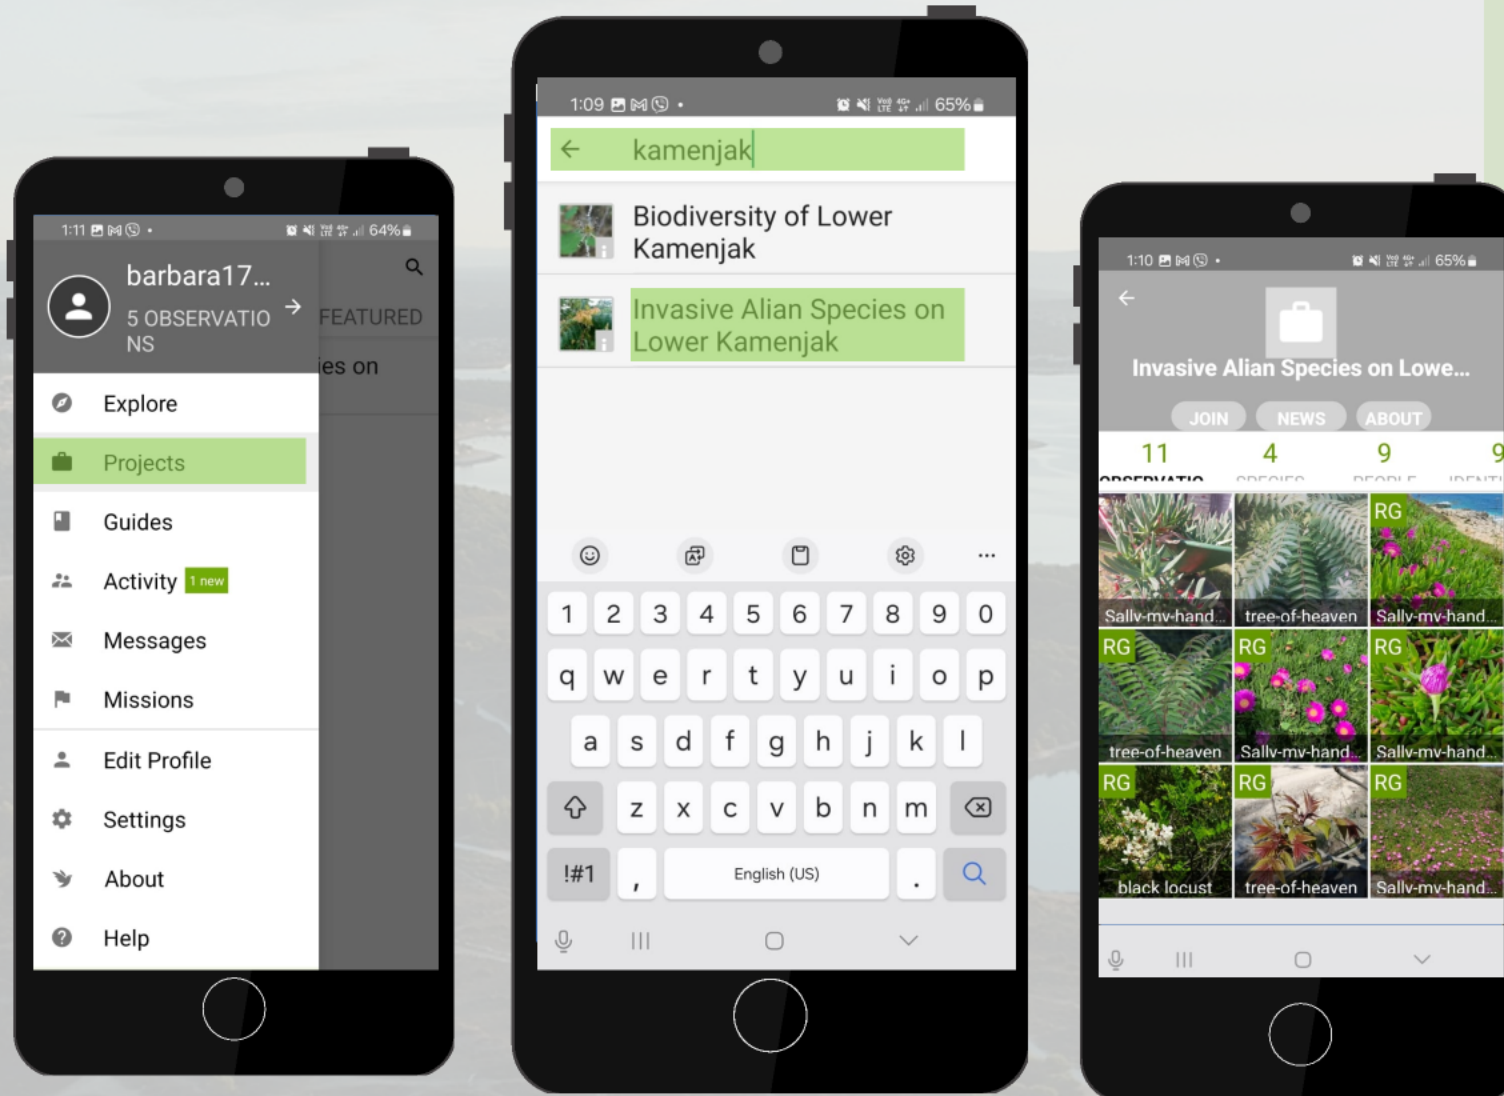 1:11
64%
barbara17...
5 OBSERVATIO
NS
FEATURED
ies on
Explore
Projects
Guides
Activity 1 new
Messages
Missions
Edit Profile
Settings
About
Help
1:09
65%
kamenjak
Biodiversity of Lower
Kamenjak
Invasive Alian Species on
Lower Kamenjak
1 2 3 4 5 6 7 8 9 0
q w e r t y u i o p
a s d f g h j k l
z x c v b n m
!#1 , English (US) .
1:10
65%
Invasive Alian Species on Lowe...
JOIN NEWS ABOUT
11 4 9 9
OBSERVATIO SPECIES PEOPLE IDENTI
RG
Sally-my-hand... tree-of-heaven Sally-my-hand...
RG RG RG
tree-of-heaven Sally-my-hand... Sally-my-hand...
RG RG RG
black locust tree-of-heaven Sally-my-hand...